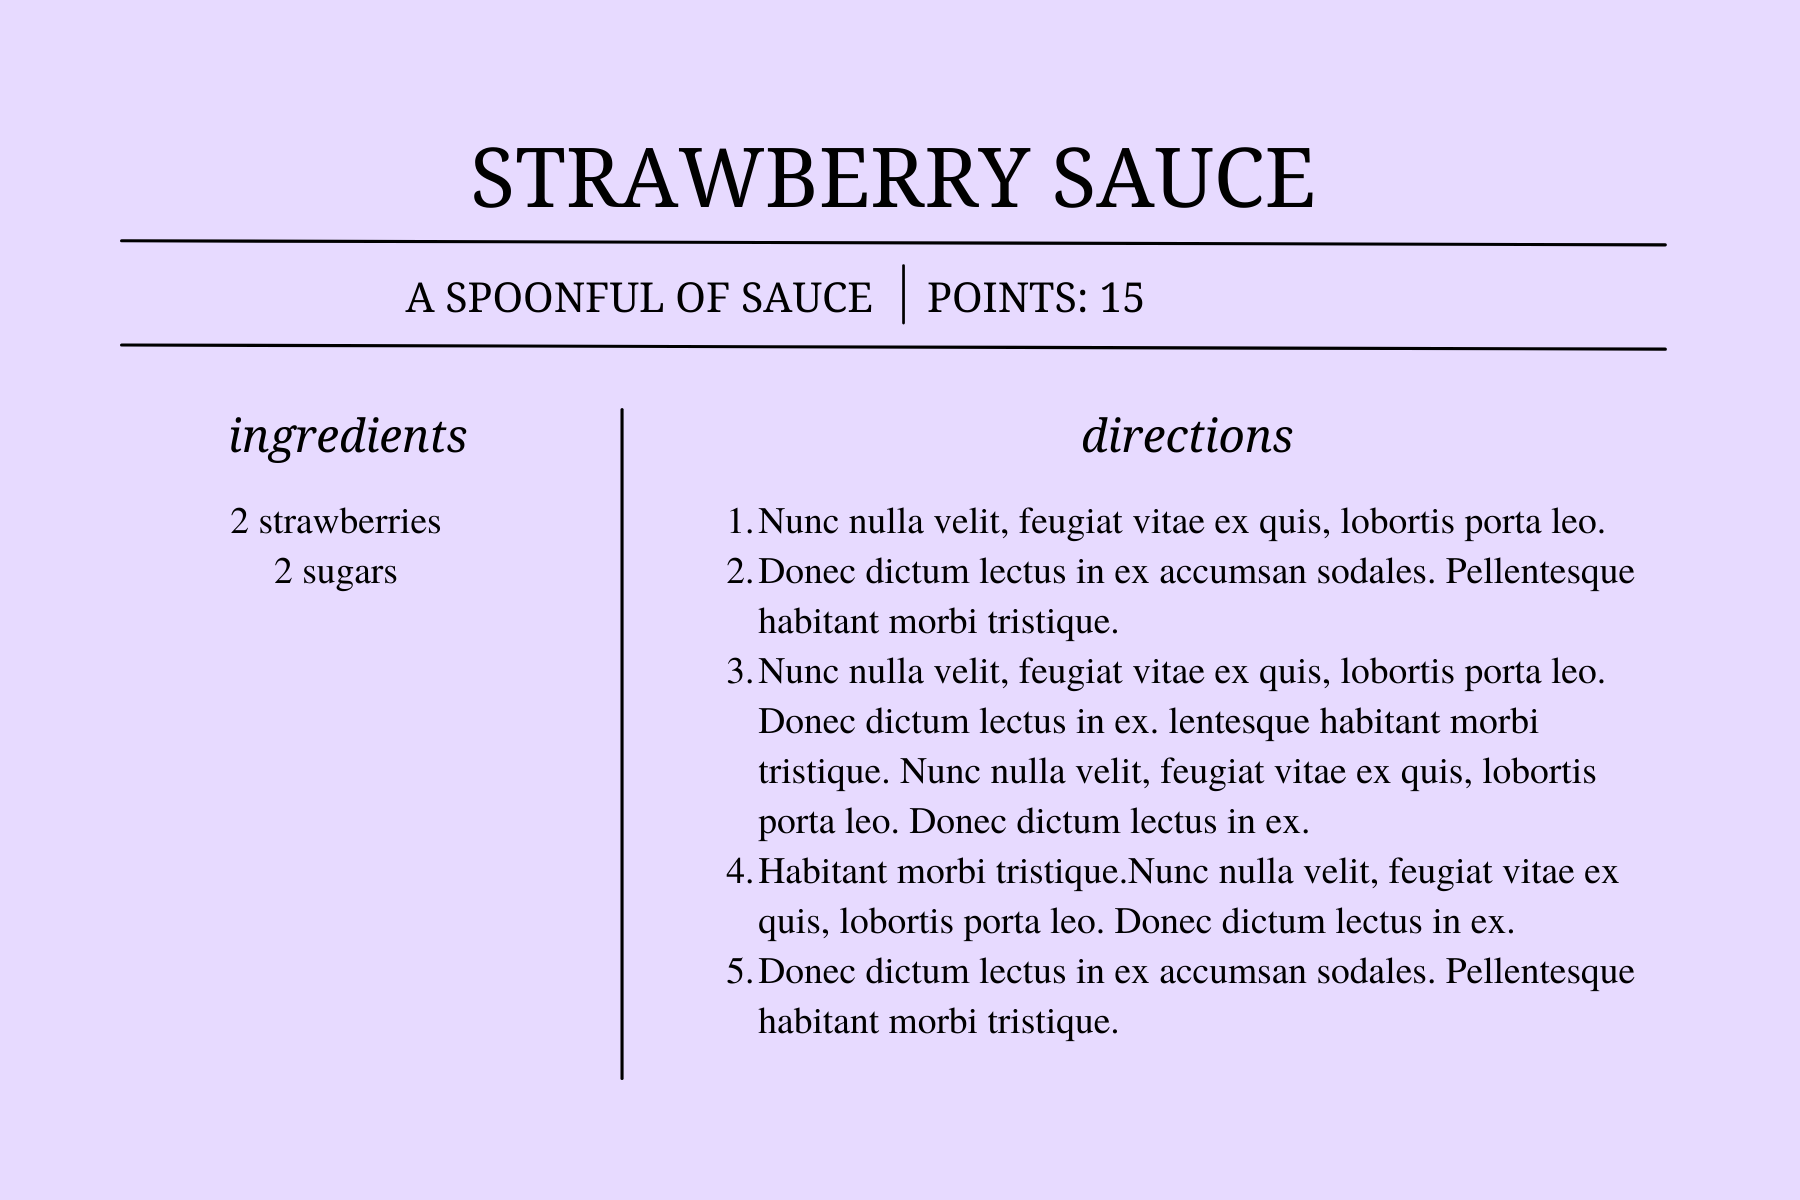 STRAWBERRY SAUCE
A SPOONFUL OF SAUCE
POINTS: 15
ingredients
2 strawberries
2 sugars
directions
1. Nunc nulla velit, feugiat vitae ex quis, lobortis porta leo.
2. Donec dictum lectus in ex accumsan sodales. Pellentesque
habitant morbi tristique.
3. Nunc nulla velit, feugiat vitae ex quis, lobortis porta leo.
Donec dictum lectus in ex. lentesque habitant morbi
tristique. Nunc nulla velit, feugiat vitae ex quis, lobortis
porta leo. Donec dictum lectus in ex.
4. Habitant morbi tristique.Nunc nulla velit, feugiat vitae ex
quis, lobortis porta leo. Donec dictum lectus in ex.
5. Donec dictum lectus in ex accumsan sodales. Pellentesque
habitant morbi tristique.